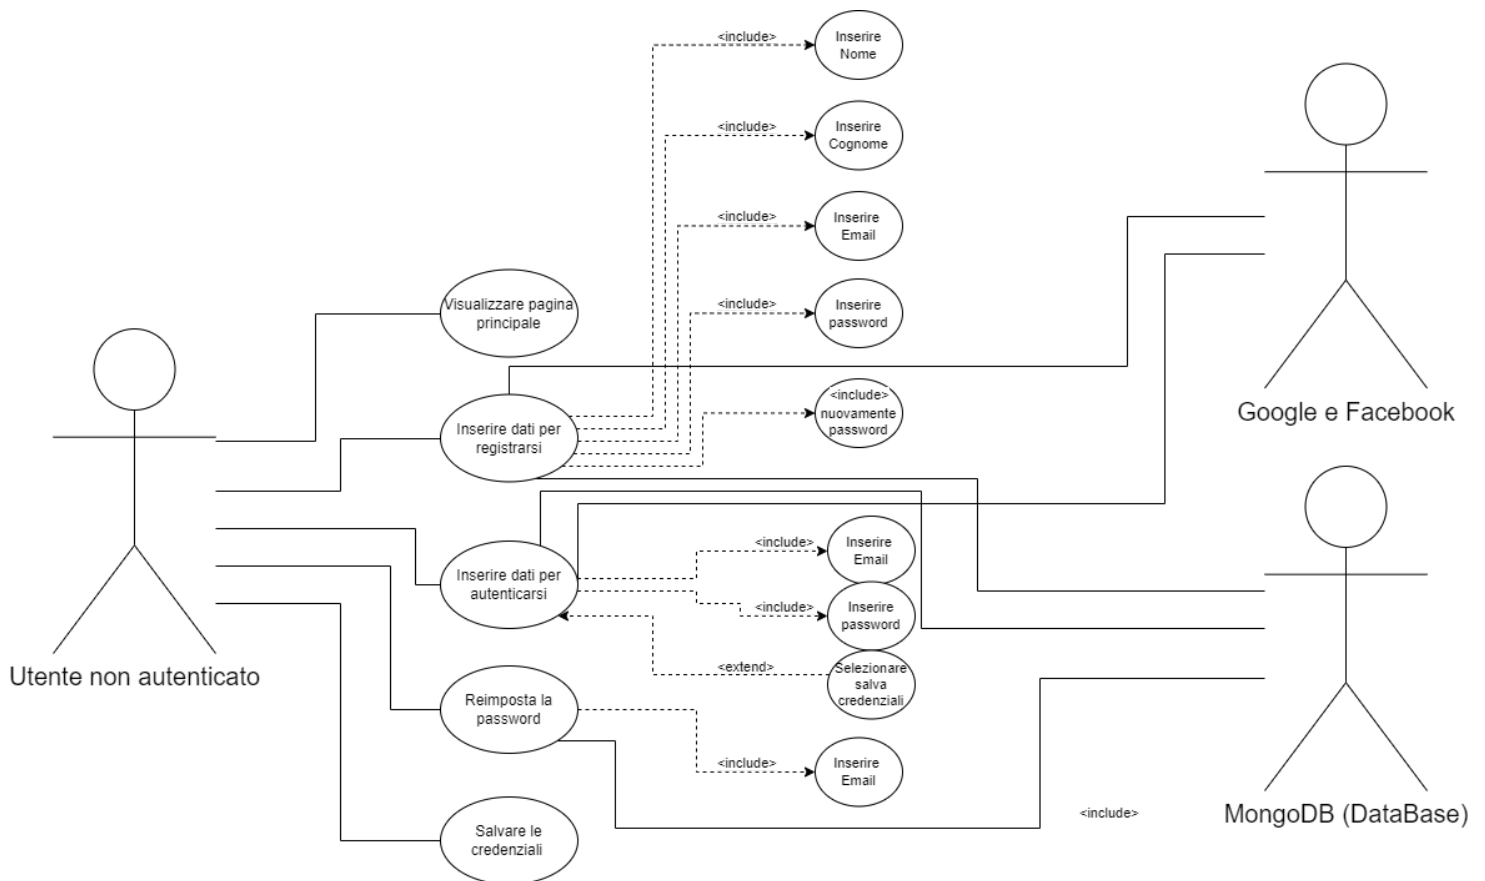 <include>
Inserire
Nome
<include>
Inserire
Cognome
<include>
Inserire
Email
<include>
Inserire
password
Visualizzare pagina
principale
Google e Facebook
<include>
nuovamente
password
Inserire dati per
registrarsi
<include>
Inserire
Email
Inserire dati per
autenticarsi
<include>
Inserire
password
Utente non autenticato
<extend>
Selezionare
salva
credenziali
Reimposta la
password
<include>
Inserire
Email
<include>
MongoDB (DataBase)
Salvare le
credenziali